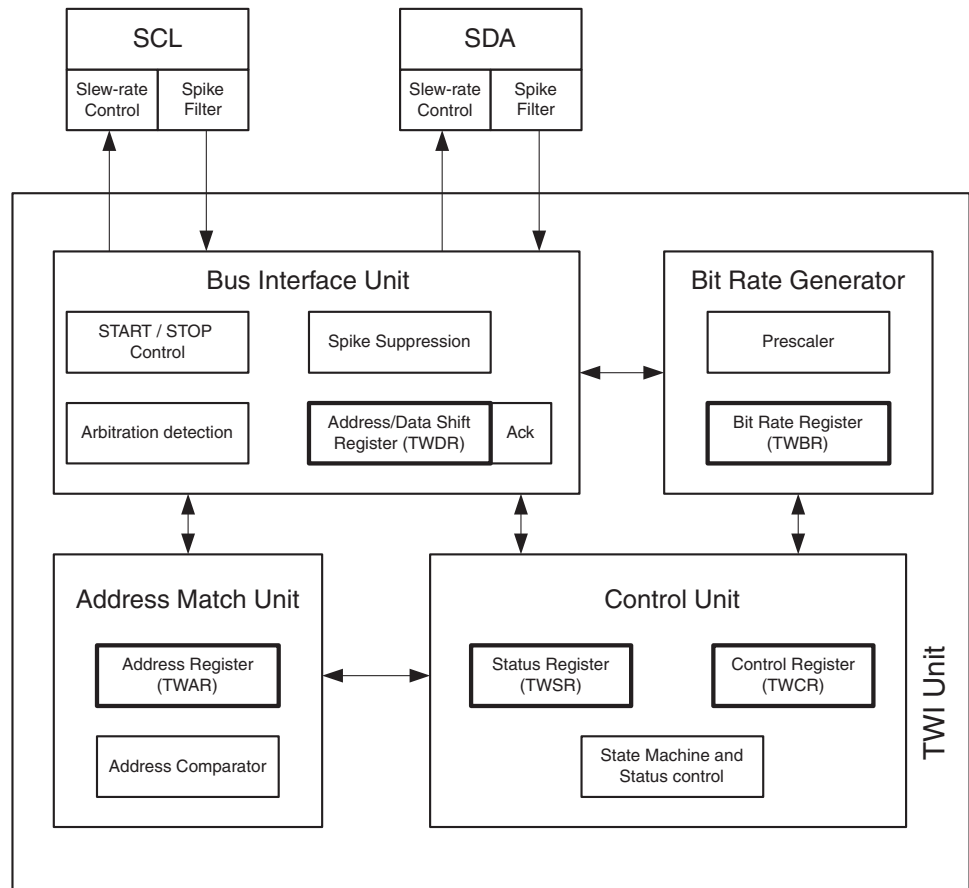 SCL
Slew-rate
Control
Spike
Filter
SDA
Slew-rate
Control
Spike
Filter
Bus Interface Unit
START / STOP
Control
Spike Suppression
Arbitration detection
Address/Data Shift
Register (TWDR)
Ack
Bit Rate Generator
Prescaler
Bit Rate Register
(TWBR)
Address Match Unit
Address Register
(TWAR)
Address Comparator
Control Unit
Status Register
(TWSR)
Control Register
(TWCR)
State Machine and
Status control
TWI Unit